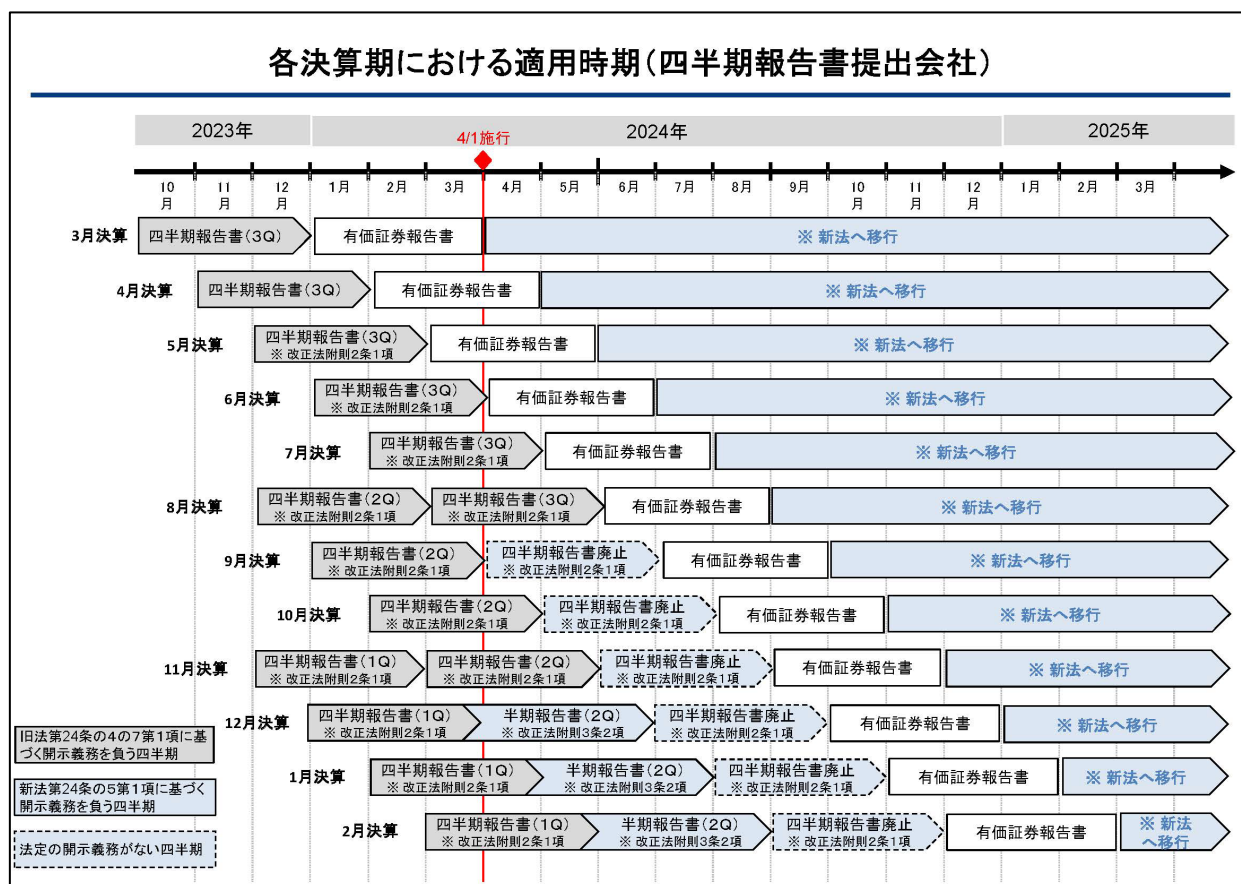 各決算期における適用時期（四半期報告書提出会社）
2023年
2024年
2025年
4/1施行
10月
11月
12月
1月
2月
3月
4月
5月
6月
7月
8月
9月
10月
11月
12月
1月
2月
3月
3月決算
四半期報告書(3Q)
有価証券報告書
※ 新法へ移行
4月決算
四半期報告書(3Q)
有価証券報告書
※ 新法へ移行
5月決算
四半期報告書(3Q)
※ 改正法附則2条1項
有価証券報告書
※ 新法へ移行
6月決算
四半期報告書(3Q)
※ 改正法附則2条1項
有価証券報告書
※ 新法へ移行
7月決算
四半期報告書(3Q)
※ 改正法附則2条1項
有価証券報告書
※ 新法へ移行
8月決算
四半期報告書(2Q)
※ 改正法附則2条1項
四半期報告書(3Q)
※ 改正法附則2条1項
有価証券報告書
※ 新法へ移行
9月決算
四半期報告書(2Q)
※ 改正法附則2条1項
四半期報告書廃止
※ 改正法附則2条1項
有価証券報告書
※ 新法へ移行
10月決算
四半期報告書(2Q)
※ 改正法附則2条1項
四半期報告書廃止
※ 改正法附則2条1項
有価証券報告書
※ 新法へ移行
11月決算
四半期報告書(1Q)
※ 改正法附則2条1項
四半期報告書(2Q)
※ 改正法附則2条1項
四半期報告書廃止
※ 改正法附則2条1項
有価証券報告書
※ 新法へ移行
12月決算
四半期報告書(1Q)
※ 改正法附則2条1項
半期報告書(2Q)
※ 改正法附則3条2項
四半期報告書廃止
※ 改正法附則2条1項
有価証券報告書
※ 新法へ移行
1月決算
四半期報告書(1Q)
※ 改正法附則2条1項
半期報告書(2Q)
※ 改正法附則3条2項
四半期報告書廃止
※ 改正法附則2条1項
有価証券報告書
※ 新法へ移行
2月決算
四半期報告書(1Q)
※ 改正法附則2条1項
半期報告書(2Q)
※ 改正法附則3条2項
四半期報告書廃止
※ 改正法附則2条1項
有価証券報告書
※ 新法
へ移行
旧法第24条の4の7第1項に基
づく開示義務を負う四半期
新法第24条の5第1項に基づく
開示義務を負う四半期
法定の開示義務がない四半期